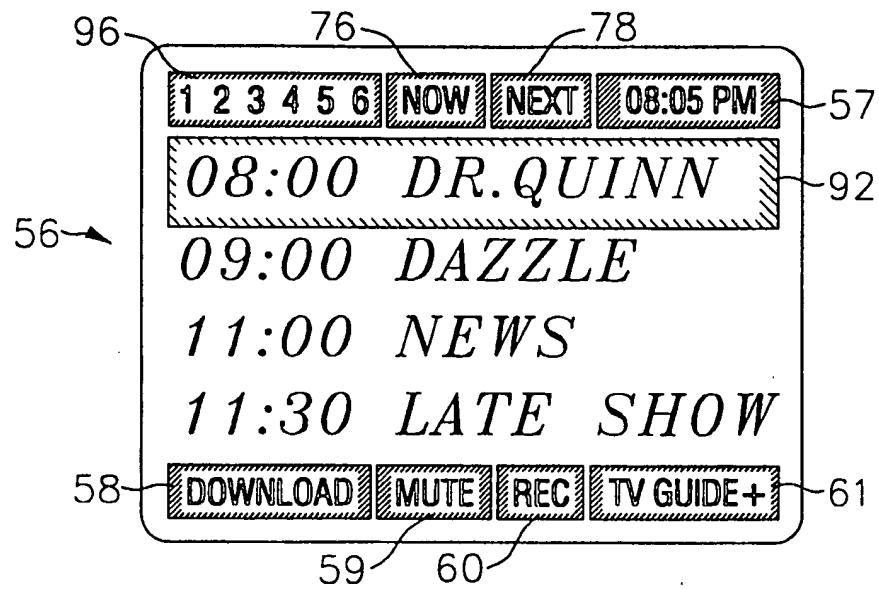 96 76 78
1 2 3 4 5 6 NOW NEXT 08:05 PM 57
08:00 DR.QUINN 92
56
09:00 DAZZLE
11:00 NEWS
11:30 LATE SHOW
58 DOWNLOAD MUTE REC TV GUIDE+ 61
59 60